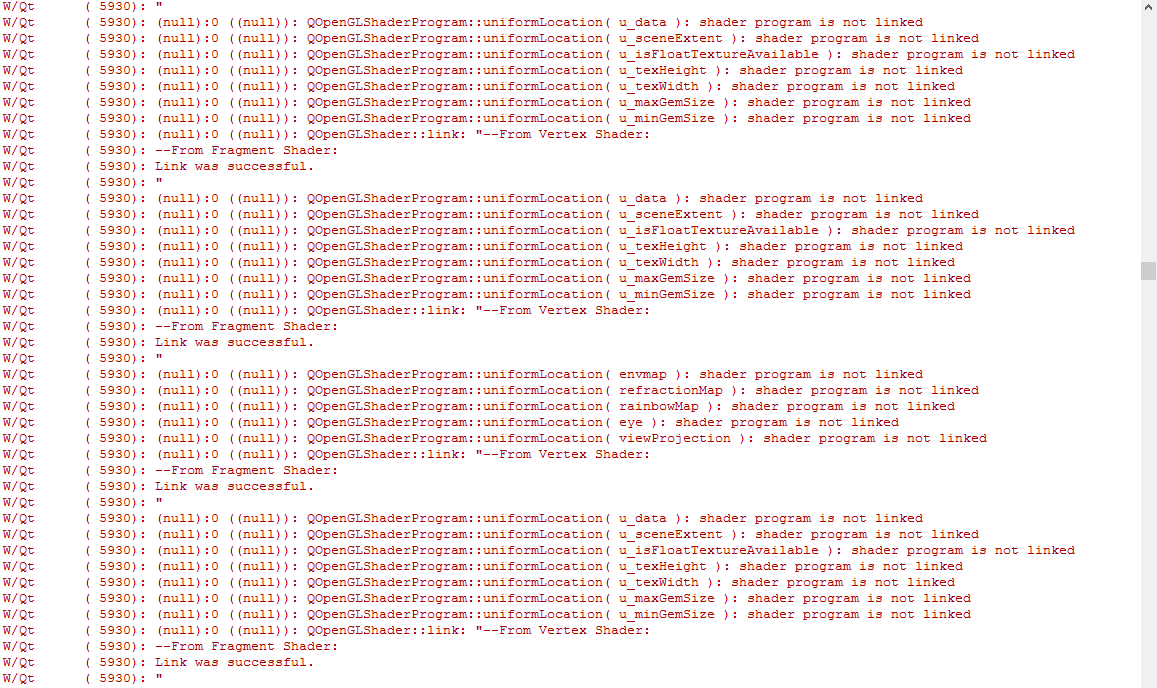 W/Qt ( 5930): "
W/Qt ( 5930): (null):0 ((null)): QOpenGLShaderProgram::uniformLocation( u_data ): shader program is not linked
W/Qt ( 5930): (null):0 ((null)): QOpenGLShaderProgram::uniformLocation( u_sceneExtent ): shader program is not linked
W/Qt ( 5930): (null):0 ((null)): QOpenGLShaderProgram::uniformLocation( u_isFloatTextureAvailable ): shader program is not linked
W/Qt ( 5930): (null):0 ((null)): QOpenGLShaderProgram::uniformLocation( u_texHeight ): shader program is not linked
W/Qt ( 5930): (null):0 ((null)): QOpenGLShaderProgram::uniformLocation( u_texWidth ): shader program is not linked
W/Qt ( 5930): (null):0 ((null)): QOpenGLShaderProgram::uniformLocation( u_maxGemSize ): shader program is not linked
W/Qt ( 5930): (null):0 ((null)): QOpenGLShaderProgram::uniformLocation( u_minGemSize ): shader program is not linked
W/Qt ( 5930): (null):0 ((null)): QOpenGLShader::link: "--From Vertex Shader:
W/Qt ( 5930): --From Fragment Shader:
W/Qt ( 5930): Link was successful.
W/Qt ( 5930): "
W/Qt ( 5930): (null):0 ((null)): QOpenGLShaderProgram::uniformLocation( u_data ): shader program is not linked
W/Qt ( 5930): (null):0 ((null)): QOpenGLShaderProgram::uniformLocation( u_sceneExtent ): shader program is not linked
W/Qt ( 5930): (null):0 ((null)): QOpenGLShaderProgram::uniformLocation( u_isFloatTextureAvailable ): shader program is not linked
W/Qt ( 5930): (null):0 ((null)): QOpenGLShaderProgram::uniformLocation( u_texHeight ): shader program is not linked
W/Qt ( 5930): (null):0 ((null)): QOpenGLShaderProgram::uniformLocation( u_texWidth ): shader program is not linked
W/Qt ( 5930): (null):0 ((null)): QOpenGLShaderProgram::uniformLocation( u_maxGemSize ): shader program is not linked
W/Qt ( 5930): (null):0 ((null)): QOpenGLShaderProgram::uniformLocation( u_minGemSize ): shader program is not linked
W/Qt ( 5930): (null):0 ((null)): QOpenGLShader::link: "--From Vertex Shader:
W/Qt ( 5930): --From Fragment Shader:
W/Qt ( 5930): Link was successful.
W/Qt ( 5930): "
W/Qt ( 5930): (null):0 ((null)): QOpenGLShaderProgram::uniformLocation( envmap ): shader program is not linked
W/Qt ( 5930): (null):0 ((null)): QOpenGLShaderProgram::uniformLocation( refractionMap ): shader program is not linked
W/Qt ( 5930): (null):0 ((null)): QOpenGLShaderProgram::uniformLocation( rainbowMap ): shader program is not linked
W/Qt ( 5930): (null):0 ((null)): QOpenGLShaderProgram::uniformLocation( eye ): shader program is not linked
W/Qt ( 5930): (null):0 ((null)): QOpenGLShaderProgram::uniformLocation( viewProjection ): shader program is not linked
W/Qt ( 5930): (null):0 ((null)): QOpenGLShader::link: "--From Vertex Shader:
W/Qt ( 5930): --From Fragment Shader:
W/Qt ( 5930): Link was successful.
W/Qt ( 5930): "
W/Qt ( 5930): (null):0 ((null)): QOpenGLShaderProgram::uniformLocation( u_data ): shader program is not linked
W/Qt ( 5930): (null):0 ((null)): QOpenGLShaderProgram::uniformLocation( u_sceneExtent ): shader program is not linked
W/Qt ( 5930): (null):0 ((null)): QOpenGLShaderProgram::uniformLocation( u_isFloatTextureAvailable ): shader program is not linked
W/Qt ( 5930): (null):0 ((null)): QOpenGLShaderProgram::uniformLocation( u_texHeight ): shader program is not linked
W/Qt ( 5930): (null):0 ((null)): QOpenGLShaderProgram::uniformLocation( u_texWidth ): shader program is not linked
W/Qt ( 5930): (null):0 ((null)): QOpenGLShaderProgram::uniformLocation( u_maxGemSize ): shader program is not linked
W/Qt ( 5930): (null):0 ((null)): QOpenGLShaderProgram::uniformLocation( u_minGemSize ): shader program is not linked
W/Qt ( 5930): (null):0 ((null)): QOpenGLShader::link: "--From Vertex Shader:
W/Qt ( 5930): --From Fragment Shader:
W/Qt ( 5930): Link was successful.
W/Qt ( 5930): "